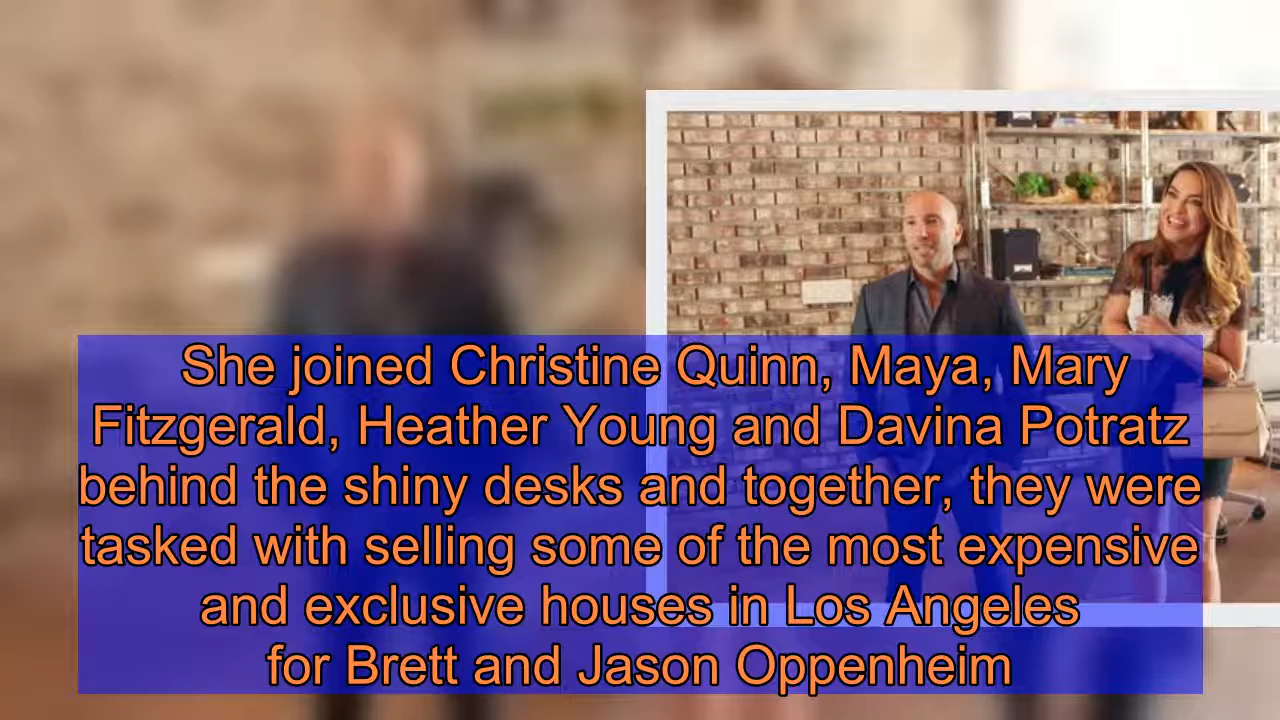 She joined Christine Quinn, Maya, Mary
Fitzgerald, Heather Young and Davina Potratz
behind the shiny desks and together, they were
tasked with selling some of the most expensive
and exclusive houses in Los Angeles
for Brett and Jason Oppenheim